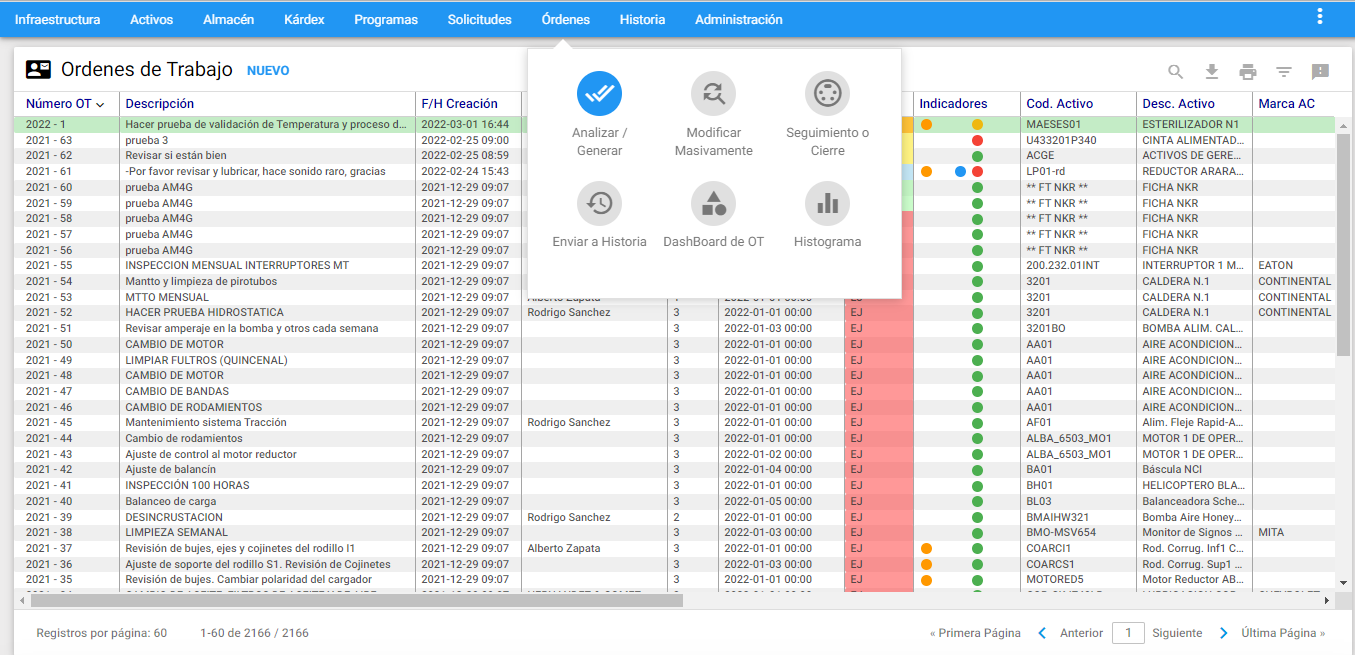 Infraestructura Activos Almacén Kárdex Programas Solicitudes Órdenes Historia Administración
Ordenes de Trabajo NUEVO
Analizar / Generar
Modificar Masivamente
Seguimiento o Cierre
Enviar a Historia
DashBoard de OT
Histograma
Número OT Descripción F/H Creación Indicadores Cod. Activo Desc. Activo Marca AC
2022 - 1 Hacer prueba de validación de Temperatura y proceso d... 2022-03-01 16:44 MAESES01 ESTERILIZADOR N1
2021 - 63 prueba 3 2022-02-25 09:00 U433201P340 CINTA ALIMENTAD...
2021 - 62 Revisar si están bien 2022-02-25 08:59 ACGE ACTIVOS DE GERE...
2021 - 61 -Por favor revisar y lubricar, hace sonido raro, gracias 2022-02-24 15:43 LP01-rd REDUCTOR ARARA...
2021 - 60 prueba AM4G 2021-12-29 09:07 ** FT NKR ** FICHA NKR
2021 - 59 prueba AM4G 2021-12-29 09:07 ** FT NKR ** FICHA NKR
2021 - 58 prueba AM4G 2021-12-29 09:07 ** FT NKR ** FICHA NKR
2021 - 57 prueba AM4G 2021-12-29 09:07 ** FT NKR ** FICHA NKR
2021 - 56 prueba AM4G 2021-12-29 09:07 ** FT NKR ** FICHA NKR
2021 - 55 INSPECCION MENSUAL INTERRUPTORES MT 2021-12-29 09:07 200.232.01INT INTERRUPTOR 1 M... EATON
2021 - 54 Mantto y limpieza de pirotubos 2021-12-29 09:07 3201 CALDERA N.1 CONTINENTAL
2021 - 53 MTTO MENSUAL 2021-12-29 09:07 Alberto Zapata 2022-01-01 00:00 EJ 3201 CALDERA N.1 CONTINENTAL
2021 - 52 HACER PRUEBA HIDROSTATICA 2021-12-29 09:07 Rodrigo Sanchez 3 2022-01-01 00:00 EJ 3201 CALDERA N.1 CONTINENTAL
2021 - 51 Revisar amperaje en la bomba y otros cada semana 2021-12-29 09:07 3 2022-01-03 00:00 EJ 3201BO BOMBA ALIM. CAL...
2021 - 50 CAMBIO DE MOTOR 2021-12-29 09:07 3 2022-01-01 00:00 EJ AA01 AIRE ACONDICION...
2021 - 49 LIMPIAR FULTROS (QUINCENAL) 2021-12-29 09:07 3 2022-01-01 00:00 EJ AA01 AIRE ACONDICION...
2021 - 48 CAMBIO DE MOTOR 2021-12-29 09:07 3 2022-01-01 00:00 EJ AA01 AIRE ACONDICION...
2021 - 47 CAMBIO DE BANDAS 2021-12-29 09:07 3 2022-01-01 00:00 EJ AA01 AIRE ACONDICION...
2021 - 46 CAMBIO DE RODAMIENTOS 2021-12-29 09:07 3 2022-01-01 00:00 EJ AA01 AIRE ACONDICION...
2021 - 45 Mantenimiento sistema Tracción 2021-12-29 09:07 Rodrigo Sanchez 3 2022-01-01 00:00 EJ AF01 Alim. Fleje Rapid-A...
2021 - 44 Cambio de rodamientos 2021-12-29 09:07 3 2022-01-01 00:00 EJ ALBA_6503_MO1 MOTOR 1 DE OPER...
2021 - 43 Ajuste de control al motor reductor 2021-12-29 09:07 3 2022-01-02 00:00 EJ ALBA_6503_MO1 MOTOR 1 DE OPER...
2021 - 42 Ajuste de balancín 2021-12-29 09:07 3 2022-01-04 00:00 EJ BA01 Báscula NCI
2021 - 41 INSPECCIÓN 100 HORAS 2021-12-29 09:07 3 2022-01-01 00:00 EJ BH01 HELICOPTERO BLA...
2021 - 40 Balanceo de carga 2021-12-29 09:07 3 2022-01-05 00:00 EJ BL03 Balanceadora Sche...
2021 - 39 DESINCRUSTACION 2021-12-29 09:07 Rodrigo Sanchez 2 2022-01-01 00:00 EJ BMAIHW321 Bomba Aire Honey...
2021 - 38 LIMPIEZA SEMANAL 2021-12-29 09:07 3 2022-01-03 00:00 EJ BMO-MSV654 Monitor de Signos ... MITA
2021 - 37 Revisión de bujes, ejes y cojinetes del rodillo I1 2021-12-29 09:07 Alberto Zapata 3 2022-01-01 00:00 EJ COARCI1 Rod. Corrug. Inf1 C...
2021 - 36 Ajuste de soporte del rodillo S1. Revisión de Cojinetes 2021-12-29 09:07 3 2022-01-03 00:00 EJ COARCS1 Rod. Corrug. Sup1 ...
2021 - 35 Revisión de bujes. Cambiar polaridad del cargador 2021-12-29 09:07 3 2022-01-01 00:00 EJ MOTORED5 Motor Reductor AB...
Registros por página: 60 1-60 de 2166 / 2166 « Primera Página Anterior 1 Siguiente Última Página »